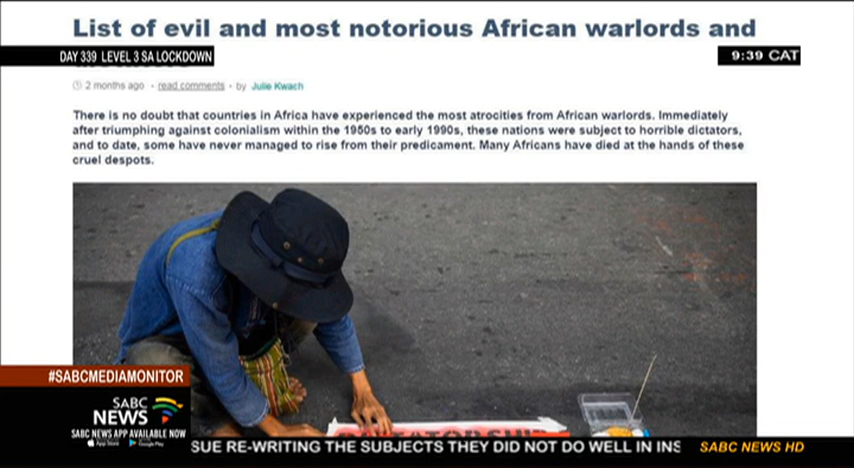 List of evil and most notorious African warlords and
DAY 339 LEVEL 3 SA LOCKDOWN
9:39 CAT
2 months ago - read comments - by Julie Kwach
There is no doubt that countries in Africa have experienced the most atrocities from African warlords. Immediately
after triumphing against colonialism within the 1950s to early 1990s, these nations were subject to horrible dictators,
and to date, some have never managed to rise from their predicament. Many Africans have died at the hands of these
cruel despots.
#SABCMEDIAMONITOR
SABC
NEWS
SABC NEWS APP AVAILABLE NOW
App Store Google Play
SUE RE-WRITING THE SUBJECTS THEY DID NOT DO WELL IN INS
SABC NEWS HD